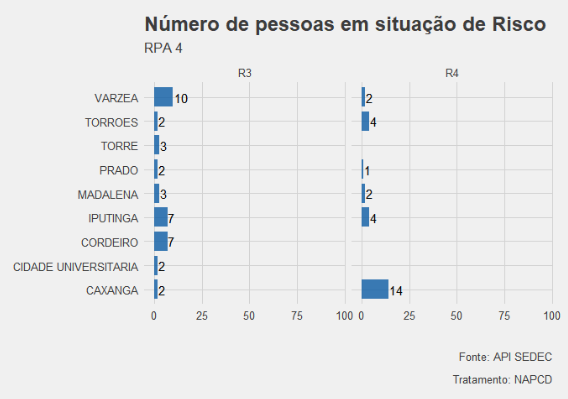 Número de pessoas em situação de Risco
RPA 4
R3 R4
VARZEA 10 2
TORROES 2 4
TORRE 3
PRADO 2 1
MADALENA 3 2
IPUTINGA 7 4
CORDEIRO 7
CIDADE UNIVERSITARIA 2
CAXANGA 2 14
0 25 50 75 100 0 25 50 75 100
Fonte: API SEDEC
Tratamento: NAPCD